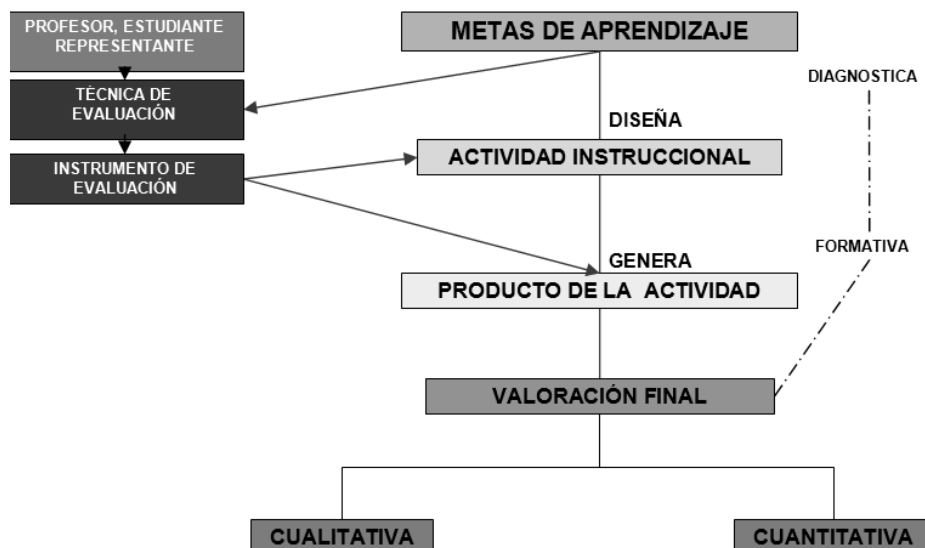 PROFESOR, ESTUDIANTE
REPRESENTANTE
METAS DE APRENDIZAJE
DIAGNOSTICA
TÈCNICA DE
EVALUACIÓN
DISEÑA
ACTIVIDAD INSTRUCCIONAL
INSTRUMENTO DE
EVALUACIÓN
FORMATIVA
GENERA
PRODUCTO DE LA ACTIVIDAD
VALORACIÓN FINAL
CUALITATIVA
CUANTITATIVA